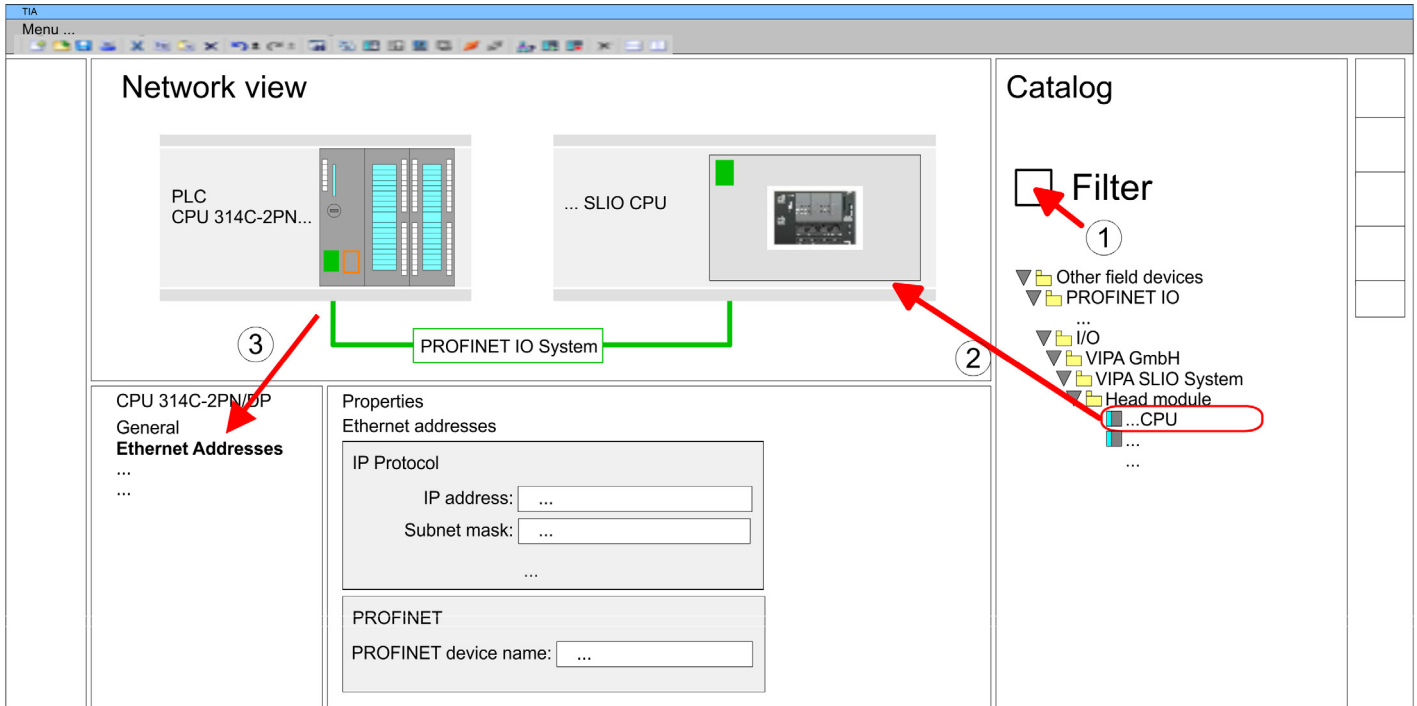 TIA
Menu ...
Network view
PLC
CPU 314C-2PN...
... SLIO CPU
PROFINET IO System
3
2
CPU 314C-2PN/DP
General
Ethernet Addresses
...
...
Properties
Ethernet addresses
IP Protocol
IP address: ...
Subnet mask: ...
...
PROFINET
PROFINET device name: ...
Catalog
Filter
1
Other field devices
PROFINET IO
...
I/O
VIPA GmbH
VIPA SLIO System
Head module
...CPU
...
...